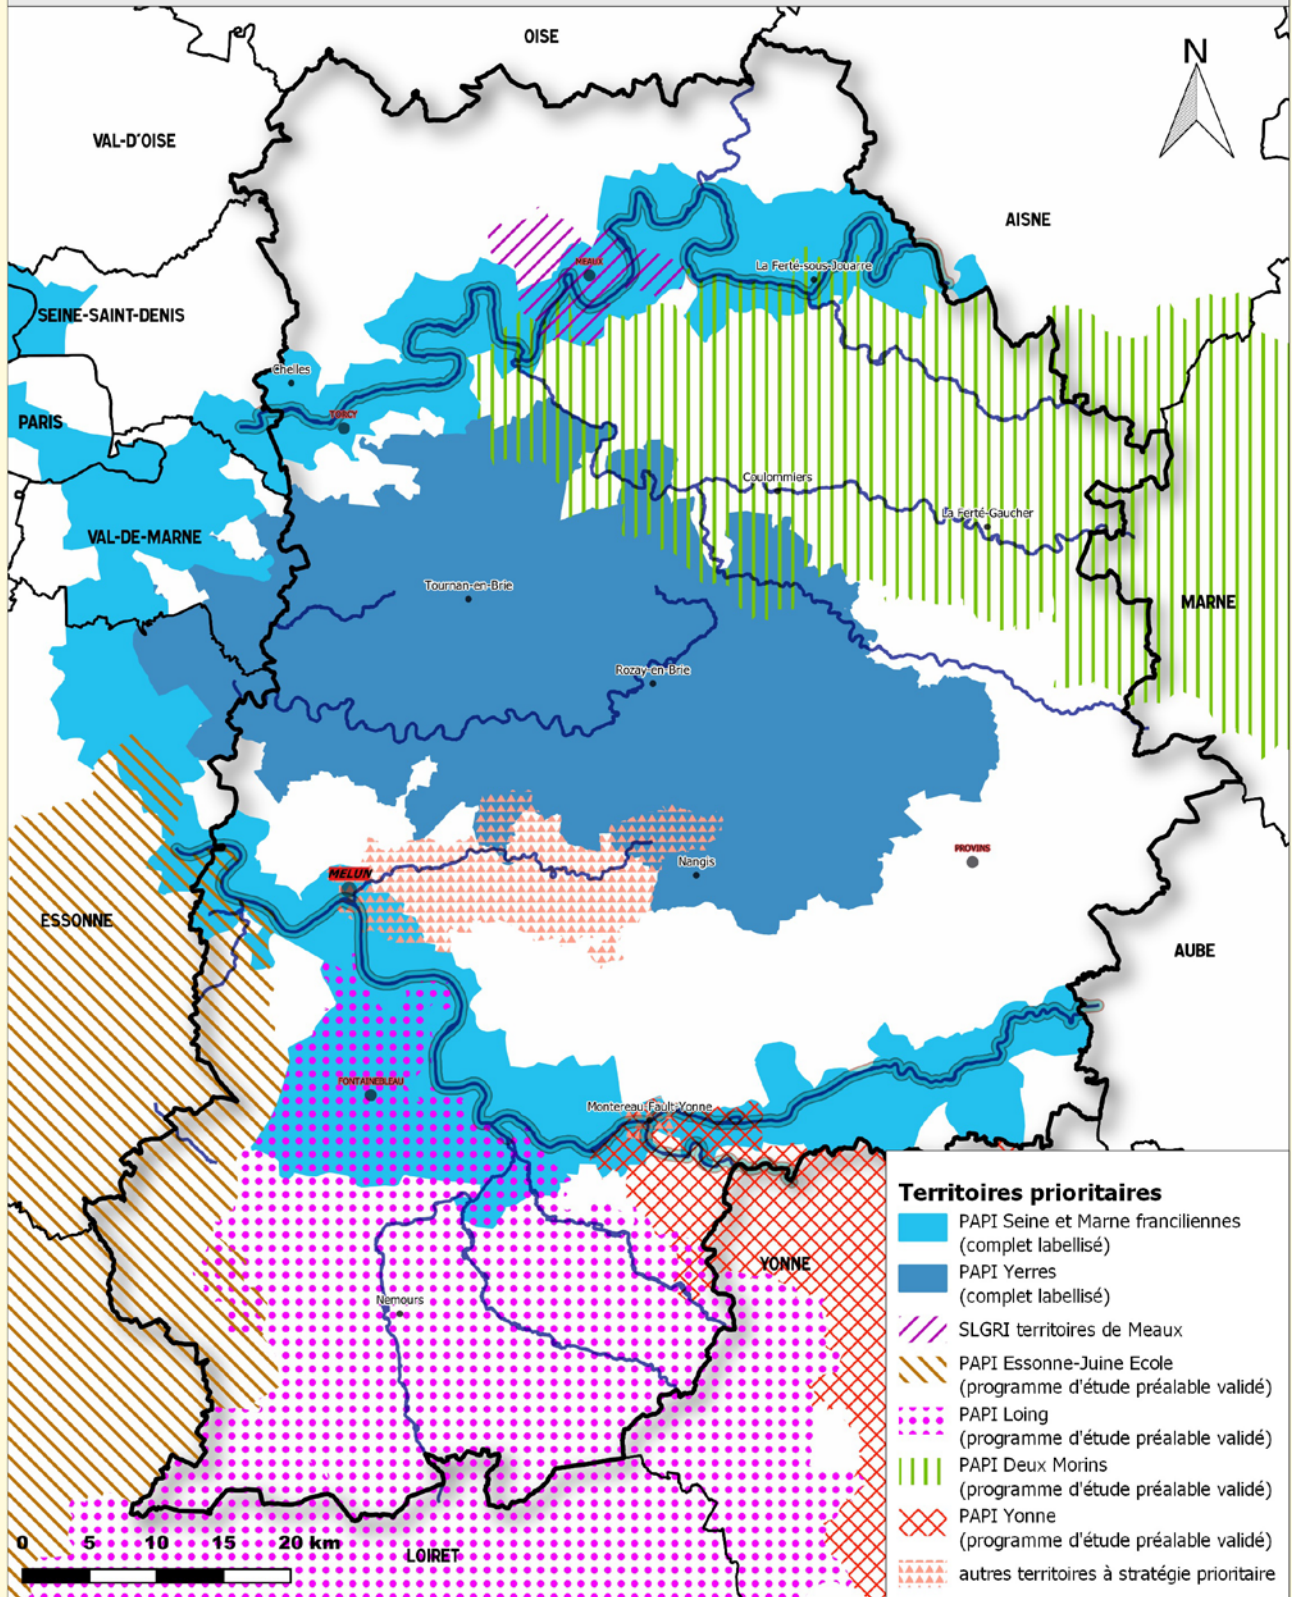 OISE
N
VAL-D'OISE
AISNE
MEAUX
La Ferté-sous-Jouarre
SEINE-SAINT-DENIS
Chelles
TORCY
PARIS
Coulommiers
La Ferté-Gaucher
VAL-DE-MARNE
Tournan-en-Brie
MARNE
Rozay-en-Brie
PROVINS
Nangis
MELUN
ESSONNE
AUBE
FONTAINEBLEAU
Montereau-Fault-Yonne
YONNE
Nemours
Territoires prioritaires
PAPI Seine et Marne franciliennes
(complet labellisé)
PAPI Yerres
(complet labellisé)
SLGRI territoires de Meaux
PAPI Essonne-Juine Ecole
(programme d'étude préalable validé)
PAPI Loing
(programme d'étude préalable validé)
PAPI Deux Morins
(programme d'étude préalable validé)
PAPI Yonne
(programme d'étude préalable validé)
autres territoires à stratégie prioritaire
0 5 10 15 20 km
LOIRET